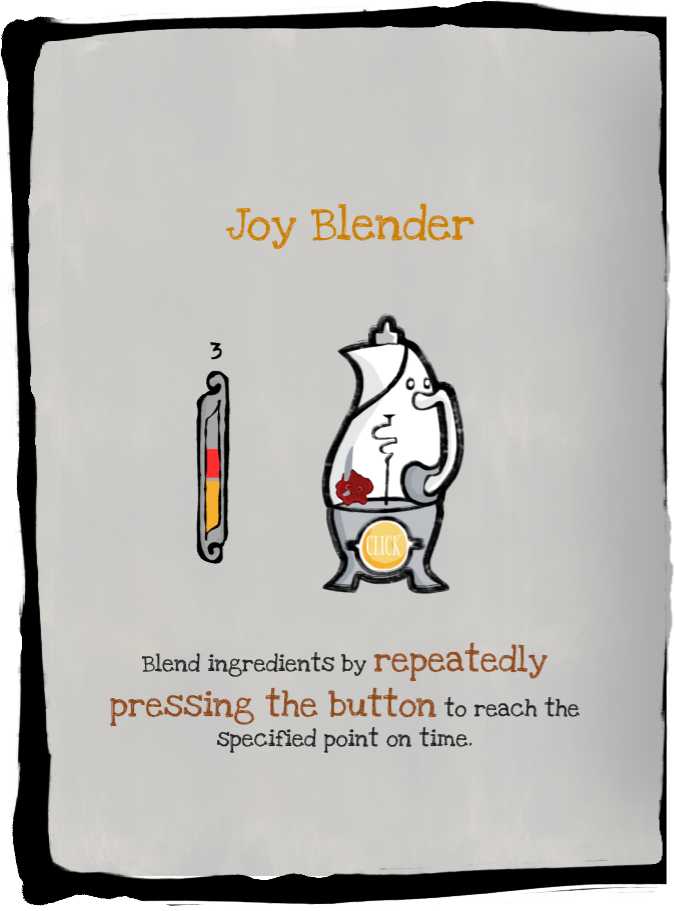 Joy Blender
3
CLICK
Blend ingredients by repeatedly
pressing the button to reach the
specified point on time.